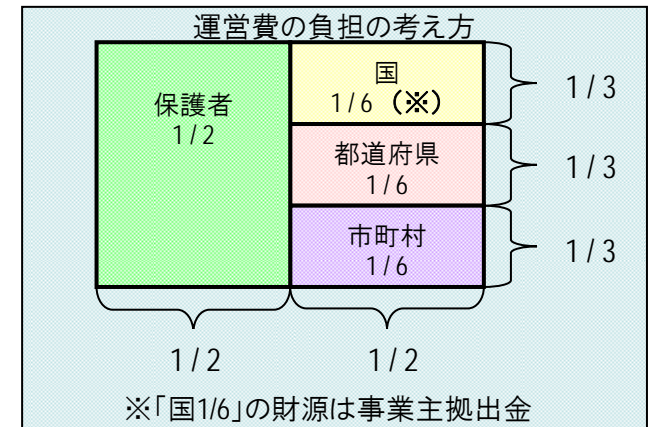 運営費の負担の考え方
保護者
1/2
国
1/6（※）
都道府県
1/6
市町村
1/6
1/3
1/3
1/3
1/2
1/2
※「国1/6」の財源は事業主拠出金